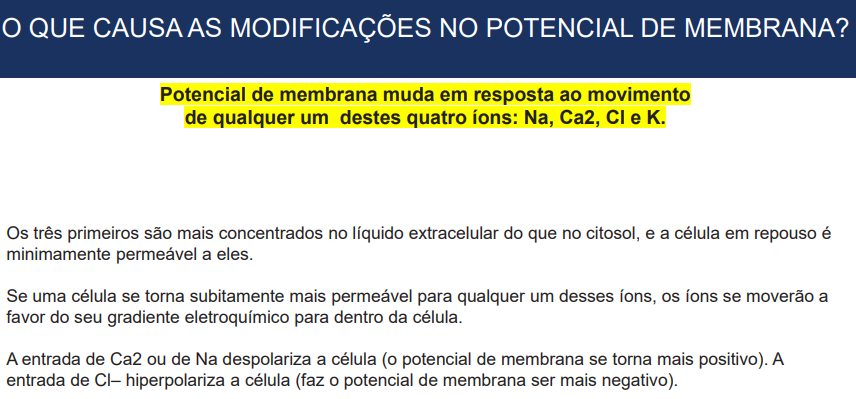 O QUE CAUSA AS MODIFICAÇÕES NO POTENCIAL DE MEMBRANA?
Potencial de membrana muda em resposta ao movimento
de qualquer um  destes quatro íons: Na, Ca2, Cl e K.
Os três primeiros são mais concentrados no líquido extracelular do que no citosol, e a célula em repouso é
minimamente permeável a eles.
Se uma célula se torna subitamente mais permeável para qualquer um desses íons, os íons se moverão a
favor do seu gradiente eletroquímico para dentro da célula.
A entrada de Ca2 ou de Na despolariza a célula (o potencial de membrana se torna mais positivo). A
entrada de Cl– hiperpolariza a célula (faz o potencial de membrana ser mais negativo).